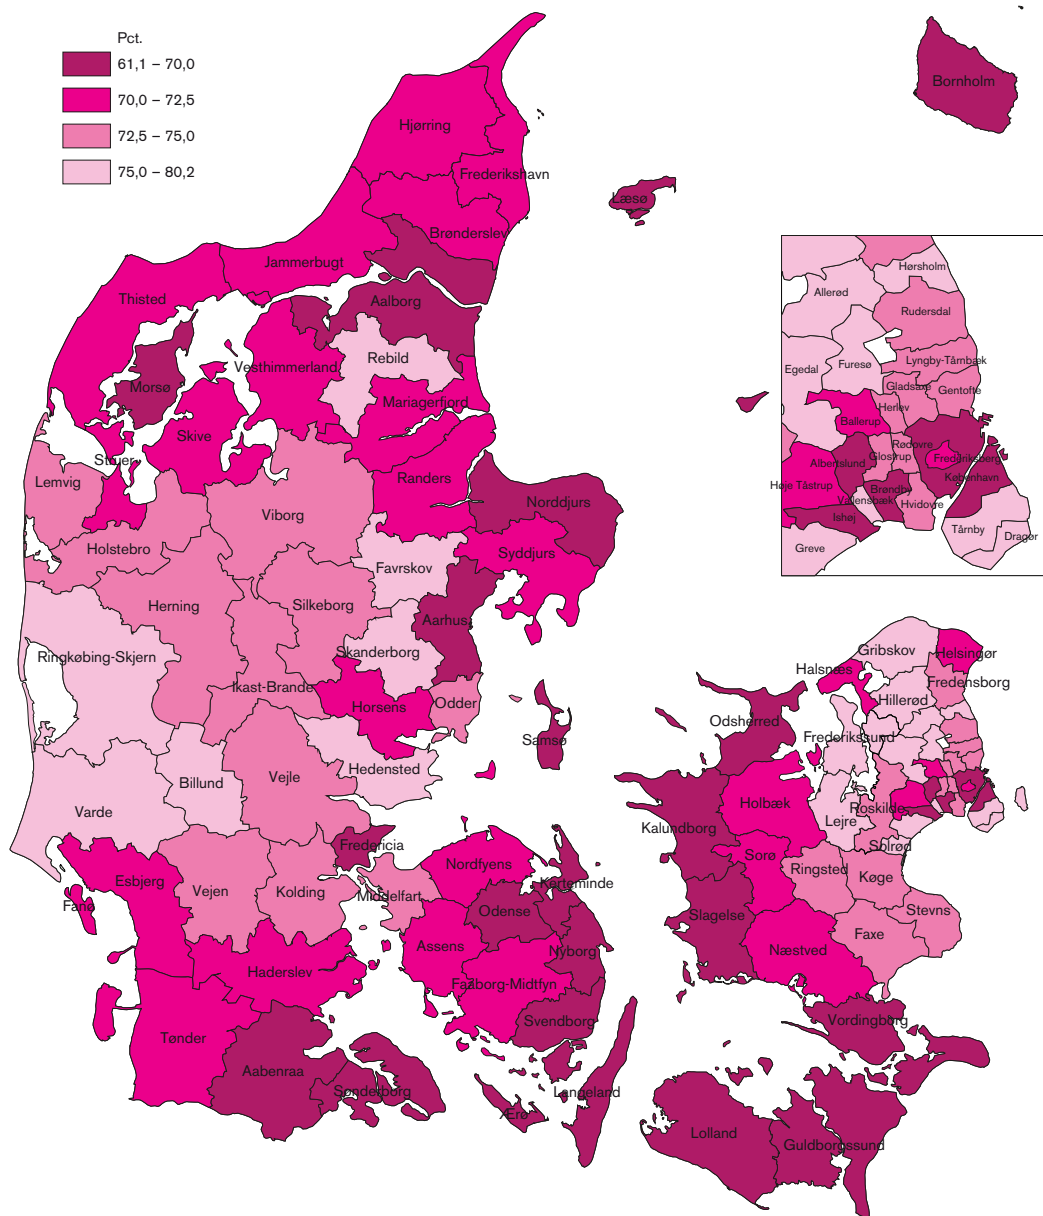 Pct.
61,1 – 70,0
70,0 – 72,5
72,5 – 75,0
75,0 – 80,2
Bornholm
Hjørring
Frederikshavn
Læsø
Brønderslev
Jammerbugt
Thisted
Aalborg
Rebild
Vesthimmerland
Morsø
Mariagerfjord
Skive
Struer
Lemvig
Randers
Norddjurs
Viborg
Holstebro
Syddjurs
Favrskov
Herning
Silkeborg
Aarhus
Ringkøbing-Skjern
Skanderborg
Ikast-Brande
Horsens
Odder
Samsø
Hedensted
Vejle
Billund
Varde
Fredericia
Esbjerg
Vejen
Kolding
Middelfart
Fanø
Nordfyens
Kerteminde
Odense
Assens
Nyborg
Haderslev
Faaborg-Midtfyn
Svendborg
Tønder
Aabenraa
Sønderborg
Langeland
Ærø
Hørsholm
Allerød
Rudersdal
Egedal
Furesø
Lyngby-Tårnbæk
Gladsaxe
Gentofte
Herlev
Ballerup
Rødovre
Glostrup
Frederiksberg
Albertslund
København
Høje Tåstrup
Brøndby
Vallensbæk
Hvidovre
Ishøj
Tårnby
Dragør
Greve
Gribskov
Helsingør
Halsnæs
Fredensborg
Hillerød
Odsherred
Frederikssund
Holbæk
Roskilde
Lejre
Kalundborg
Solrød
Sorø
Ringsted
Køge
Slagelse
Stevns
Faxe
Næstved
Vordingborg
Lolland
Guldborgssund